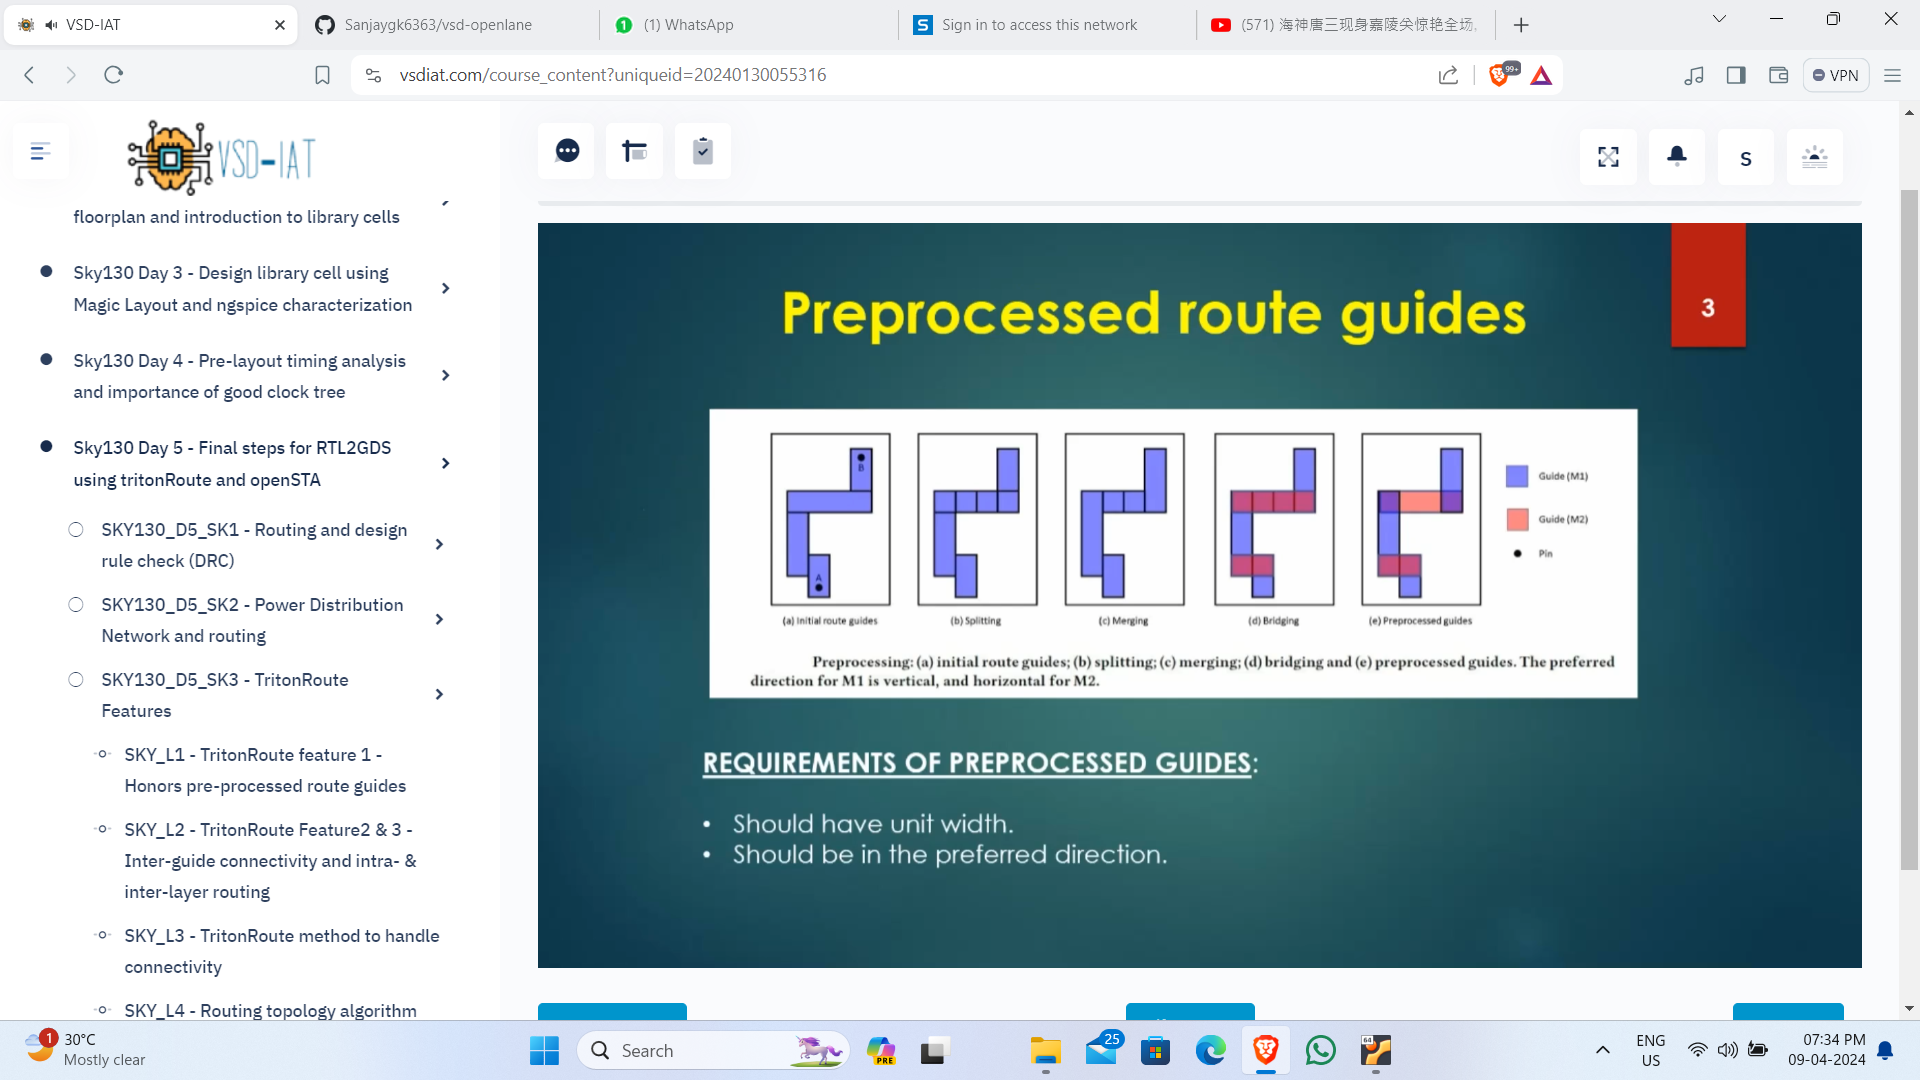 VSD-IAT
Sanjaygk6363/vsd-openlane
(1) WhatsApp
Sign in to access this network
(571) 海神唐三现身嘉陵关惊艳全场,
vsdiat.com/course_content?uniqueid=20240130055316
99+
VPN
VSD-IAT
S
floorplan and introduction to library cells
Sky130 Day 3 - Design library cell using
Magic Layout and ngspice characterization
Sky130 Day 4 - Pre-layout timing analysis
and importance of good clock tree
Sky130 Day 5 - Final steps for RTL2GDS
using tritonRoute and openSTA
SKY130_D5_SK1 - Routing and design
rule check (DRC)
SKY130_D5_SK2 - Power Distribution
Network and routing
SKY130_D5_SK3 - TritonRoute
Features
SKY_L1 - TritonRoute feature 1 -
Honors pre-processed route guides
SKY_L2 - TritonRoute Feature2 & 3 -
Inter-guide connectivity and intra- &
inter-layer routing
SKY_L3 - TritonRoute method to handle
connectivity
SKY_L4 - Routing topology algorithm
Preprocessed route guides
3
B
A
Guide (M1)
Guide (M2)
Pin
(a) Initial route guides
(b) Splitting
(c) Merging
(d) Bridging
(e) Preprocessed guides
Preprocessing: (a) initial route guides; (b) splitting; (c) merging; (d) bridging and (e) preprocessed guides. The preferred
direction for M1 is vertical, and horizontal for M2.
REQUIREMENTS OF PREPROCESSED GUIDES:
• Should have unit width.
• Should be in the preferred direction.
1
30°C
Mostly clear
Search
PRE
25
64
ENG
US
07:34 PM
09-04-2024